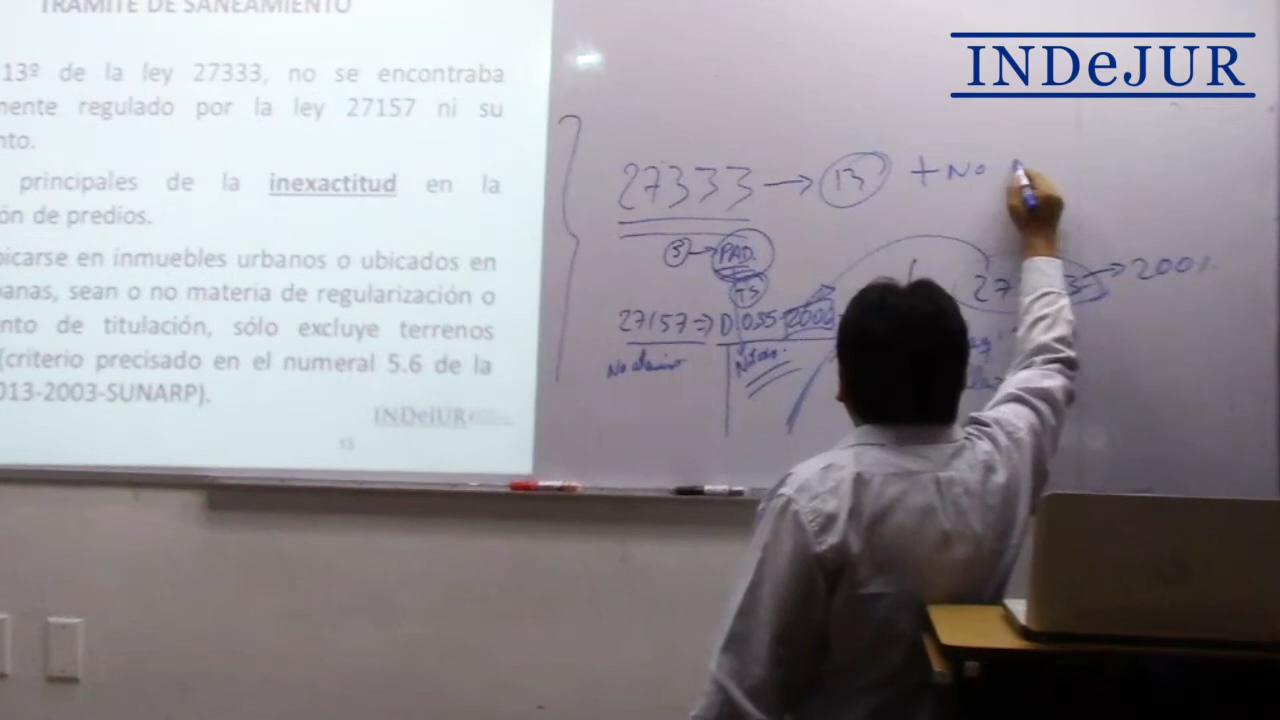 TRÁMITE DE SANEAMIENTO
13º de la ley 27333, no se encontraba
mente regulado por la ley 27157 ni su
nto.
principales de la inexactitud en la
ón de predios.
bicarse en inmuebles urbanos o ubicados en
banas, sean o no materia de regularización o
nto de titulación, sólo excluye terrenos
(criterio precisado en el numeral 5.6 de la
013-2003-SUNARP).
INDeJUR
13
INDeJUR
27333 → 13 + No
3 → PAD.
TS
27157 ⇒ D 035-2006
→ 2001.